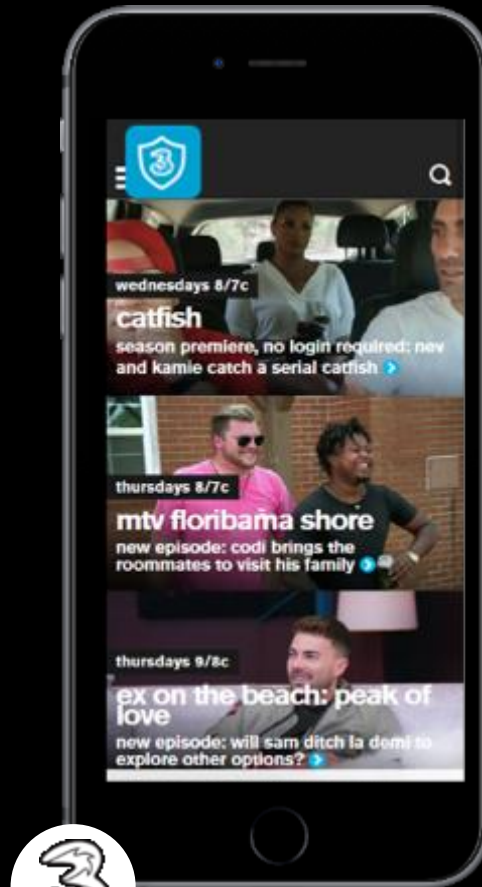 3
wednesdays 8/7c
catfish
season premiere, no login required: nev
and kamie catch a serial catfish
thursdays 8/7c
mtv floribama shore
new episode: codi brings the
roommates to visit his family
thursdays 9/8c
ex on the beach: peak of
love
new episode: will sam ditch la demi to
explore other options?
3